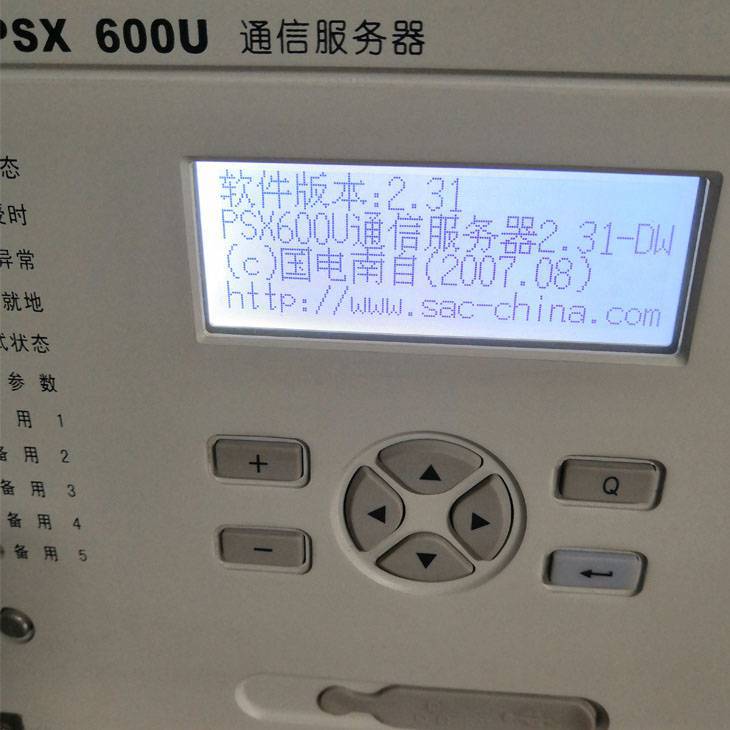 PSX 600U 通信服务器
态
时
异常
就地
式状态
参数
用 1
备用 2
备用 3
备用 4
备用 5
软件版本:2.31
PSX600U通信服务器2.31-DW
(c)国电南自(2007.08)
http://www.sac-china.com
+
Q
-